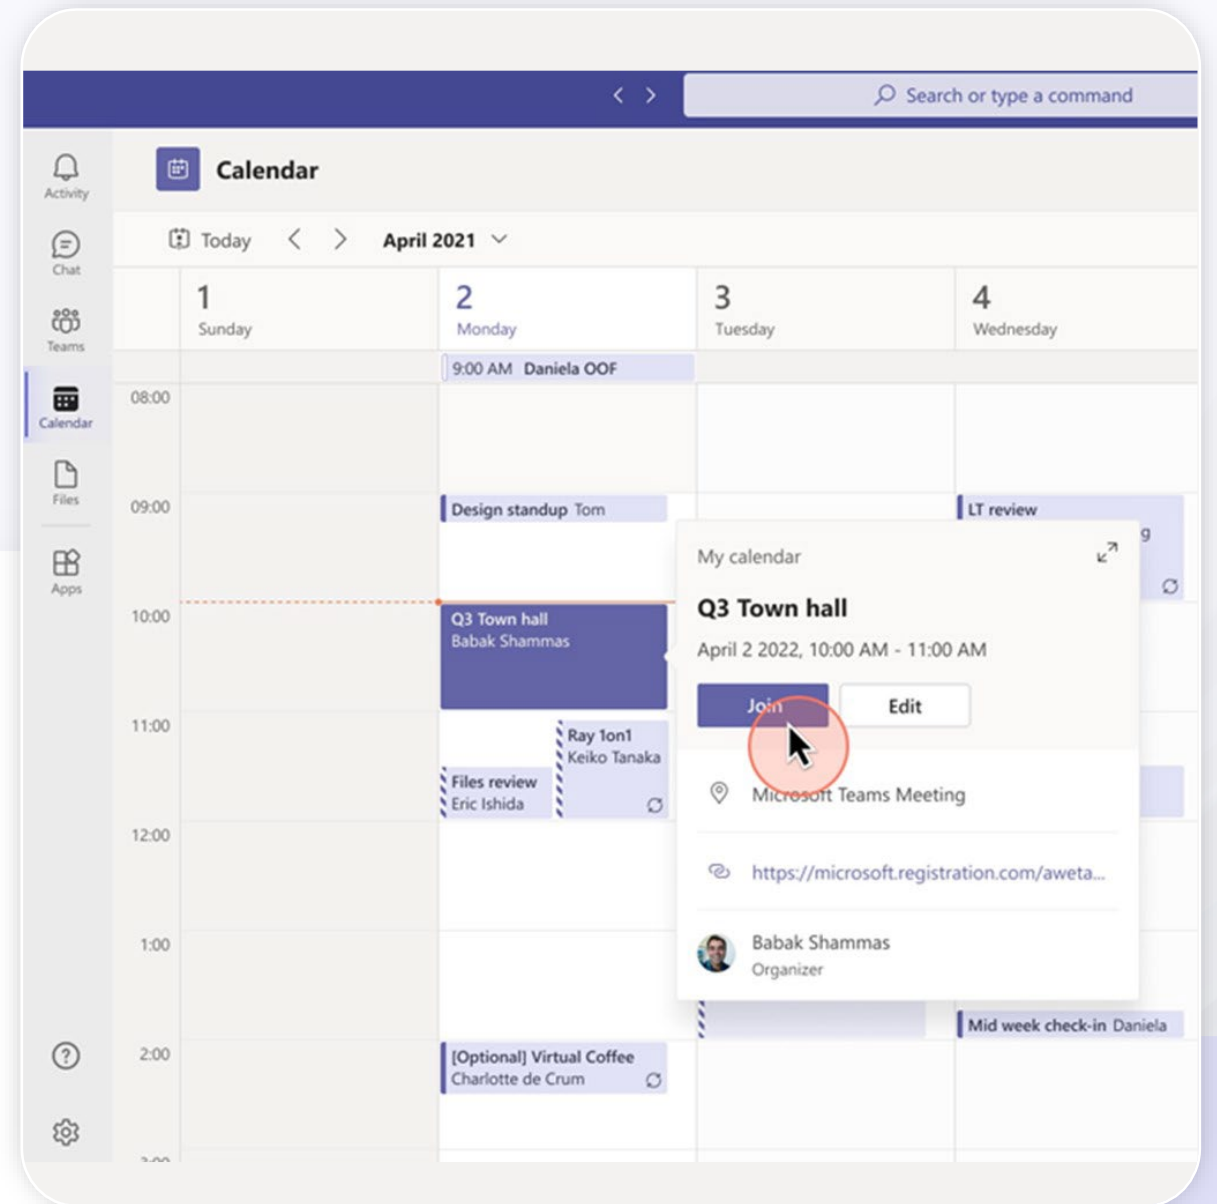 Search or type a command
Activity
Calendar
Chat
Today
April 2021
Teams
1
Sunday
2
Monday
3
Tuesday
4
Wednesday
9:00 AM Daniela OOF
Calendar
08:00
Files
09:00
Design standup Tom
LT review
g
Apps
My calendar
Q3 Town hall
April 2 2022, 10:00 AM - 11:00 AM
Join
Edit
Microsoft Teams Meeting
https://microsoft.registration.com/aweta...
Babak Shammas
Organizer
10:00
Q3 Town hall
Babak Shammas
11:00
Ray 1on1
Keiko Tanaka
Files review
Eric Ishida
12:00
1:00
Mid week check-in Daniela
2:00
[Optional] Virtual Coffee
Charlotte de Crum